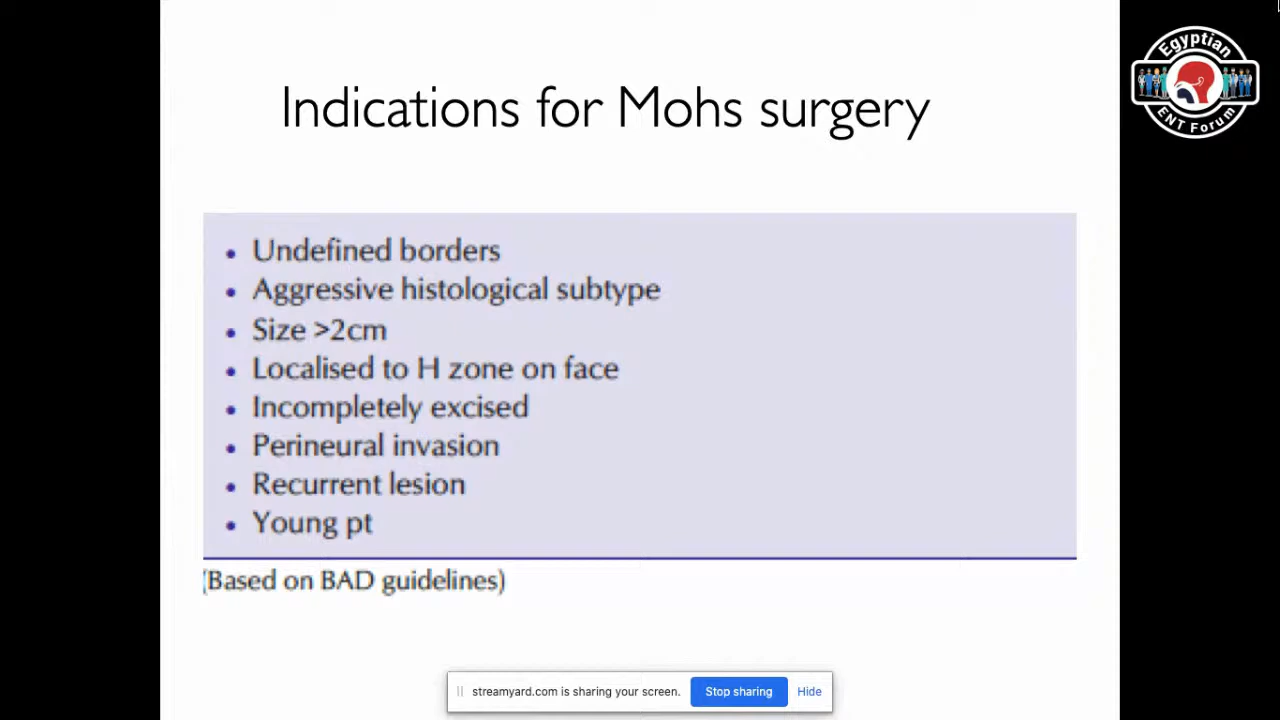 Egyptian
ENT Forum
Indications for Mohs surgery
• Undefined borders
• Aggressive histological subtype
• Size >2cm
• Localised to H zone on face
• Incompletely excised
• Perineural invasion
• Recurrent lesion
• Young pt
(Based on BAD guidelines)
streamyard.com is sharing your screen. Stop sharing Hide